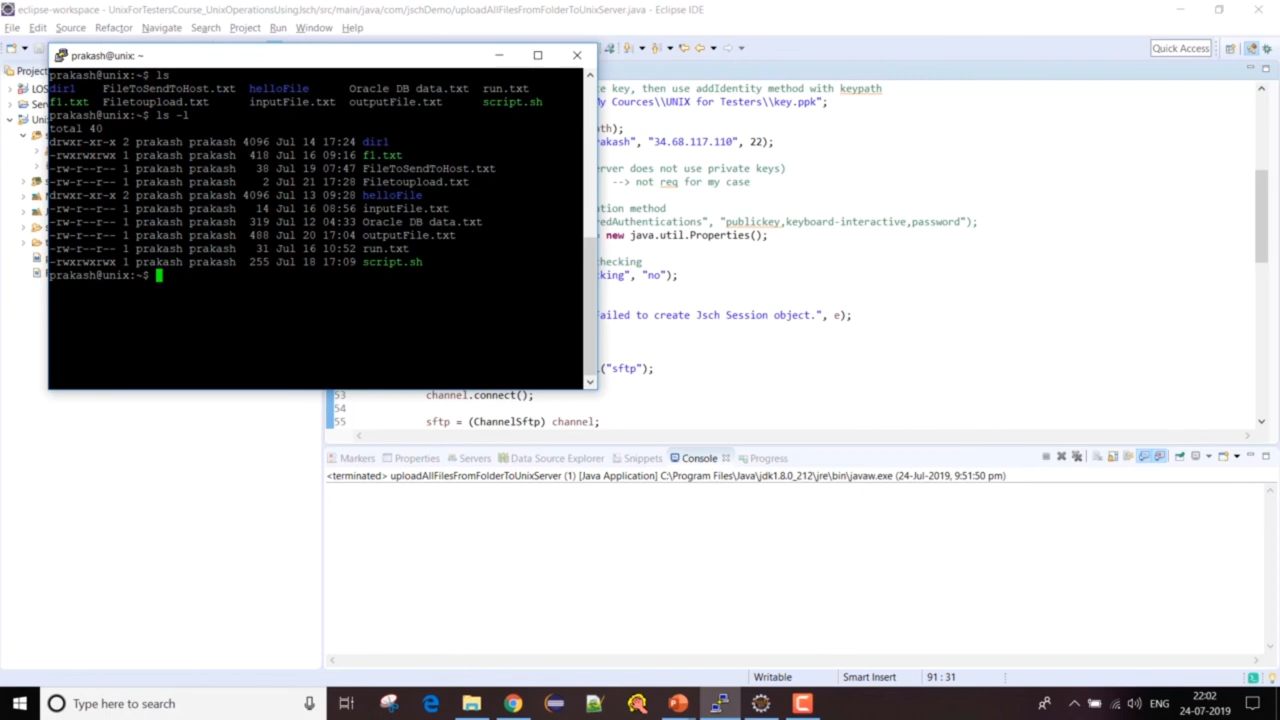 eclipse-workspace - UnixForTestersCourse_UnixOperationsUsingJsch/src/main/java/com/jschDemo/uploadAllFilesFromFolderToUnixServer.java - Eclipse IDE
File Edit Source Refactor Navigate Search Project Run Window Help
Quick Access
prakash@unix: ~
Project
LOS
Serv
Unix
prakash@unix:~$ ls
dir1 FileToSendToHost.txt helloFile Oracle DB data.txt run.txt
f1.txt Filetoupload.txt inputFile.txt outputFile.txt script.sh
prakash@unix:~$ ls -l
total 40
drwxr-xr-x 2 prakash prakash 4096 Jul 14 17:24 dir1
-rwxrwxrwx 1 prakash prakash 418 Jul 16 09:16 f1.txt
-rw-r--r-- 1 prakash prakash 38 Jul 19 07:47 FileToSendToHost.txt
-rw-r--r-- 1 prakash prakash 2 Jul 21 17:28 Filetoupload.txt
drwxr-xr-x 2 prakash prakash 4096 Jul 13 09:28 helloFile
-rw-r--r-- 1 prakash prakash 14 Jul 16 08:56 inputFile.txt
-rw-r--r-- 1 prakash prakash 319 Jul 12 04:33 Oracle DB data.txt
-rw-r--r-- 1 prakash prakash 488 Jul 20 17:04 outputFile.txt
-rw-r--r-- 1 prakash prakash 31 Jul 16 10:52 run.txt
-rwxrwxrwx 1 prakash prakash 255 Jul 18 17:09 script.sh
prakash@unix:~$
te key, then use addIdentity method with keypath
My Cources\\UNIX for Testers\\key.ppk";
ath);
akash", "34.68.117.110", 22);
erver does not use private keys)
--> not req for my case
tion method
redAuthentications", "publickey,keyboard-interactive,password");
new java.util.Properties();
hecking
king", "no");
ailed to create Jsch Session object.", e);
("sftp");
53 channel.connect();
54
55 sftp = (ChannelSftp) channel;
Markers Properties Servers Data Source Explorer Snippets Console Progress
<terminated> uploadAllFilesFromFolderToUnixServer (1) [Java Application] C:\Program Files\Java\jdk1.8.0_212\jre\bin\javaw.exe (24-Jul-2019, 9:51:50 pm)
Writable Smart Insert 91 : 31
Type here to search
ENG
22:02
24-07-2019